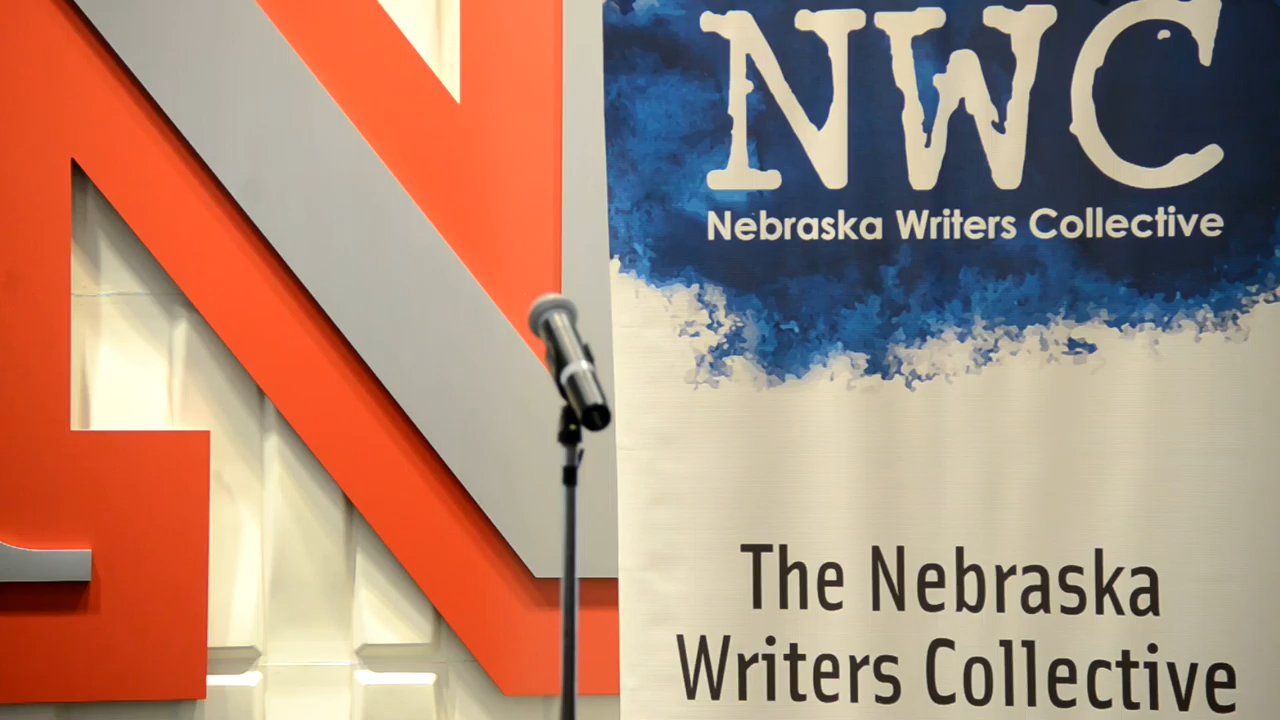 N
NWC
Nebraska Writers Collective
The Nebraska
Writers Collective